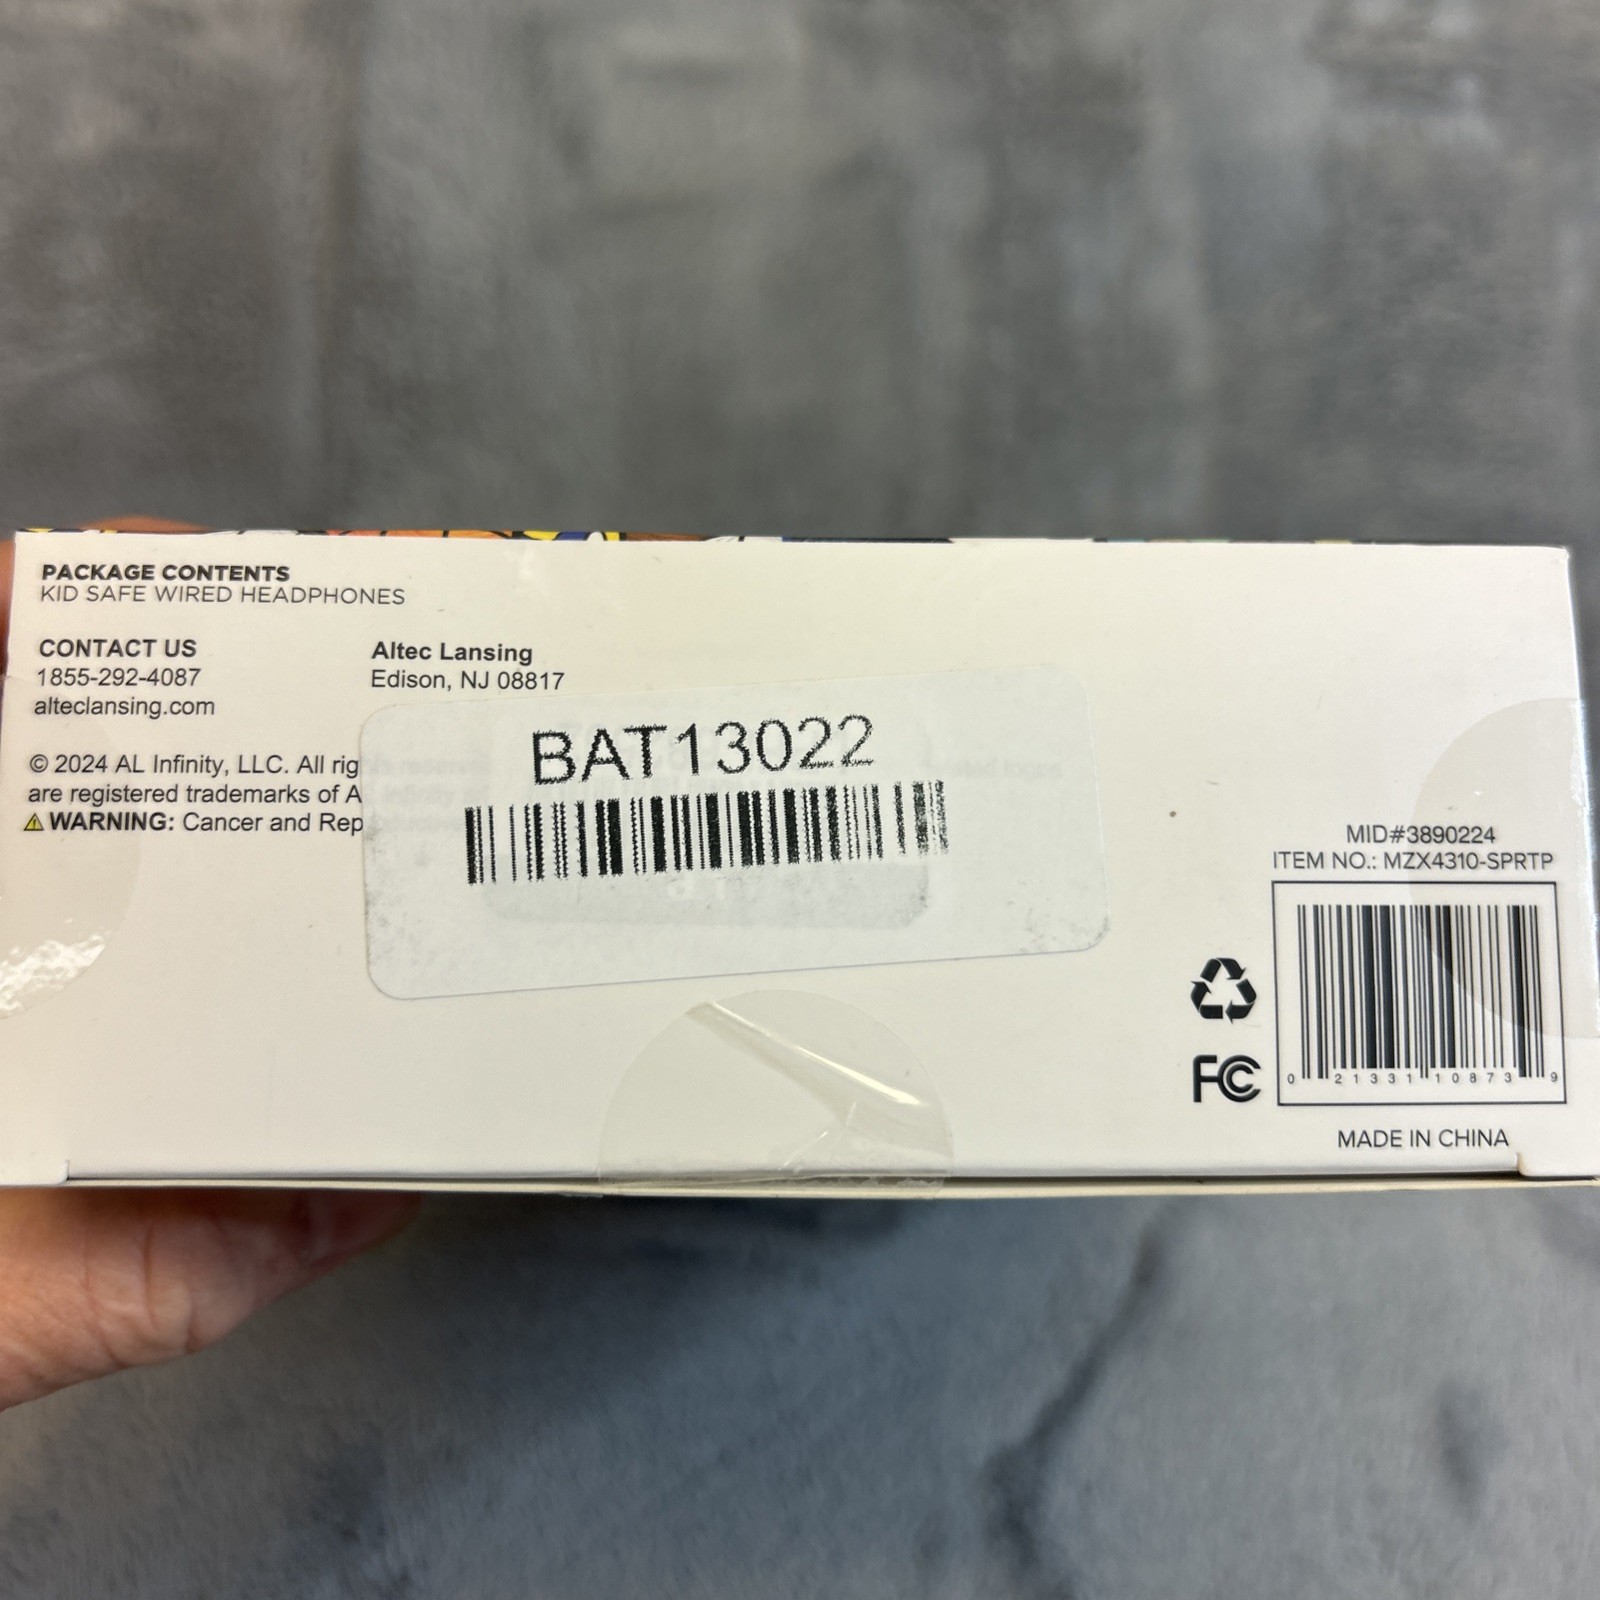 PACKAGE CONTENTS
KID SAFE WIRED HEADPHONES
CONTACT US
1855-292-4087
alteclansing.com
Altec Lansing
Edison, NJ 08817
© 2024 AL Infinity, LLC. All rig
are registered trademarks of A
WARNING: Cancer and Rep
BAT13022
MID#3890224
ITEM NO.: MZX4310-SPRTP
FC
0 21331 10873 9
MADE IN CHINA